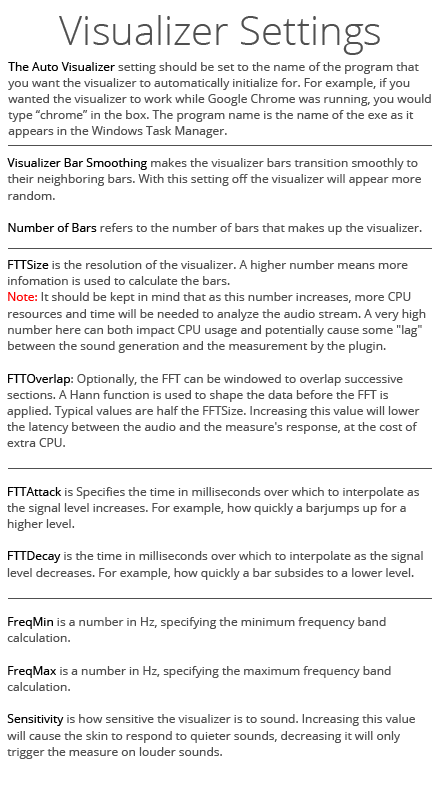 Visualizer Settings
The Auto Visualizer setting should be set to the name of the program that
you want the visualizer to automatically initialize for. For example, if you
wanted the visualizer to work while Google Chrome was running, you would
type “chrome” in the box. The program name is the name of the exe as it
appears in the Windows Task Manager.
Visualizer Bar Smoothing makes the visualizer bars transition smoothly to
their neighboring bars. With this setting off the visualizer will appear more
random.
Number of Bars refers to the number of bars that makes up the visualizer.
FTTSize is the resolution of the visualizer. A higher number means more
infomation is used to calculate the bars.
Note: It should be kept in mind that as this number increases, more CPU
resources and time will be needed to analyze the audio stream. A very high
number here can both impact CPU usage and potentially cause some "lag"
between the sound generation and the measurement by the plugin.
FTTOverlap: Optionally, the FFT can be windowed to overlap successive
sections. A Hann function is used to shape the data before the FFT is
applied. Typical values are half the FFTSize. Increasing this value will lower
the latency between the audio and the measure's response, at the cost of
extra CPU.
FTTAttack is Specifies the time in milliseconds over which to interpolate as
the signal level increases. For example, how quickly a barjumps up for a
higher level.
FTTDecay is the time in milliseconds over which to interpolate as the signal
level decreases. For example, how quickly a bar subsides to a lower level.
FreqMin is a number in Hz, specifying the minimum frequency band
calculation.
FreqMax is a number in Hz, specifying the maximum frequency band
calculation.
Sensitivity is how sensitive the visualizer is to sound. Increasing this value
will cause the skin to respond to quieter sounds, decreasing it will only
trigger the measure on louder sounds.